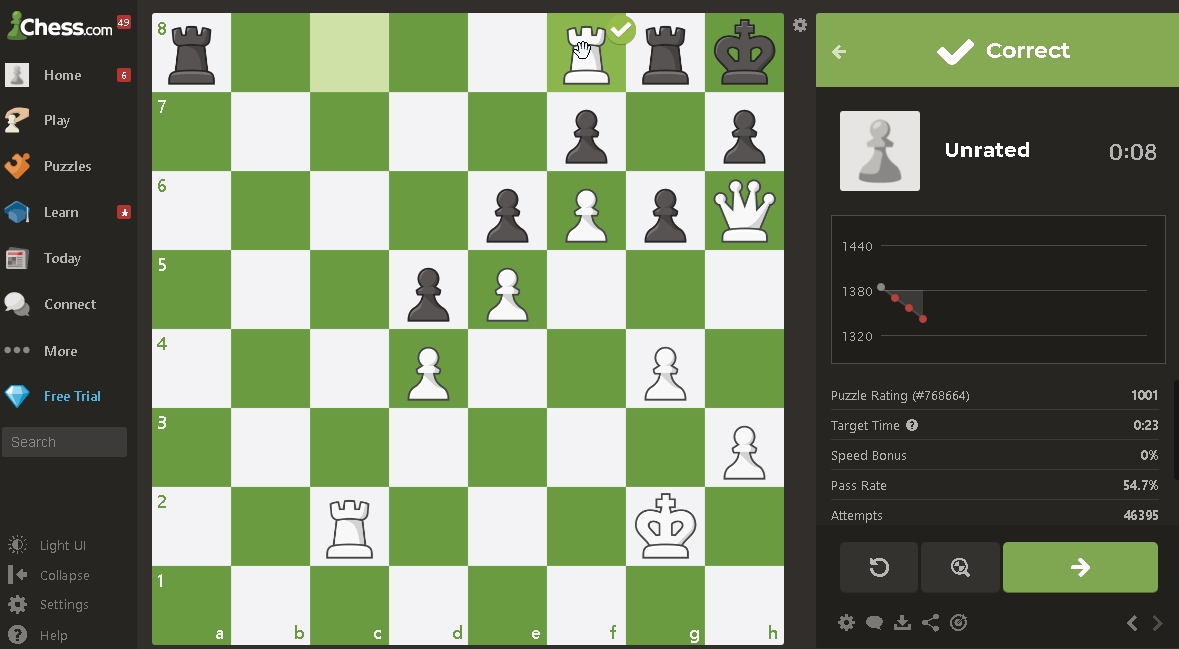 Chess.com 49
Home 6
Play
Puzzles
Learn
Today
Connect
More
Free Trial
Search
Light UI
Collapse
Settings
Help
8
7
6
5
4
3
2
1
a b c d e f g h
Correct
Unrated 0:08
1440
1380
1320
Puzzle Rating (#768664) 1001
Target Time ? 0:23
Speed Bonus 0%
Pass Rate 54.7%
Attempts 46395